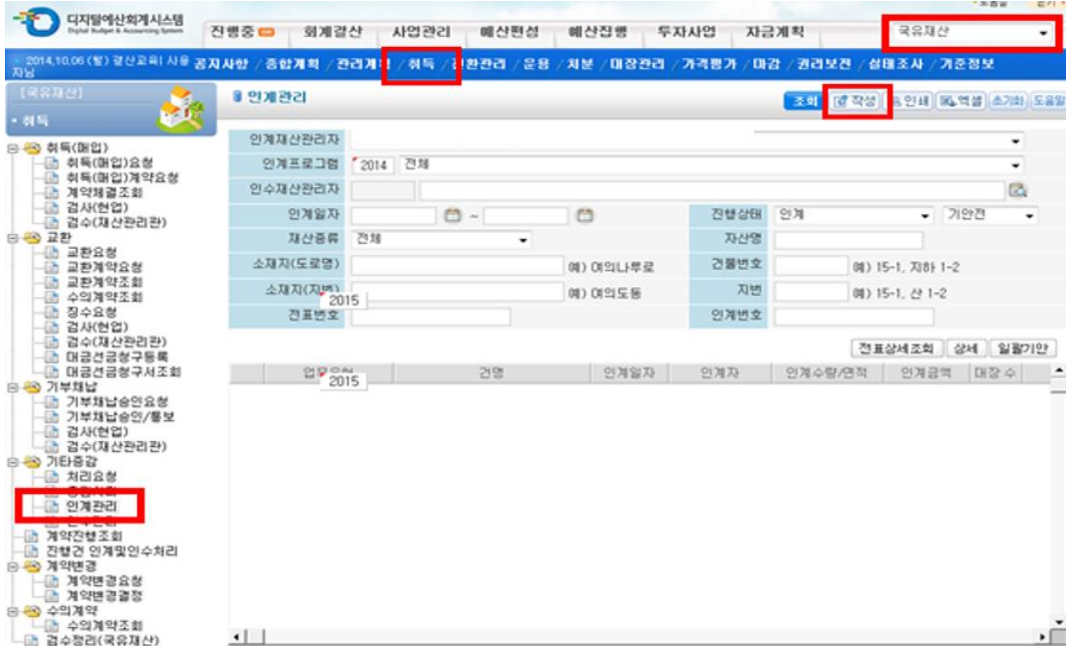 디지털예산회계시스템
Digital Budget & Accounting System
진행중 회계결산 사업관리 예산편성 예산집행 투자사업 자금계획 국유재산
2014.10.06 (월) 결산교육 사용자님
공지사항 / 종합계획 / 관리계획 / 취득 / 전환관리 / 운용 / 처분 / 대장관리 / 가격평가 / 마감 / 권리보전 / 실태조사 / 기준정보
[국유재산]
• 취득
인계관리
조회 작성 인쇄 엑셀 초기화 도움말
취득(매입)
취득(매입)요청
취득(매입)계약요청
계약체결조회
검사(현업)
검수(재산관리관)
교환
교환요청
교환계약요청
교환계약조회
수의계약조회
징수요청
검사(현업)
검수(재산관리관)
대금선금청구등록
대금선금청구서조회
기부채납
기부채납승인요청
기부채납승인/통보
검사(현업)
검수(재산관리관)
기타증감
처리요청
인계관리
계약진행조회
진행건 인계및인수처리
계약변경
계약변경요청
계약변경결정
수의계약
수의계약조회
검수정리(국유재산)
인계재산관리자
인계프로그램 2014 전체
인수재산관리자
인계일자 ~ 진행상태 인계 기안전
재산종류 전체 자산명
소재지(도로명) 예) 여의나루로 건물번호 예) 15-1, 지하 1-2
소재지(지번) 2015 예) 여의도동 지번 예) 15-1, 산 1-2
전표번호 인계번호
전표상세조회 상세 일괄기안
2015 건명 인계일자 인계자 인계수량/면적 인계금액 대장 수